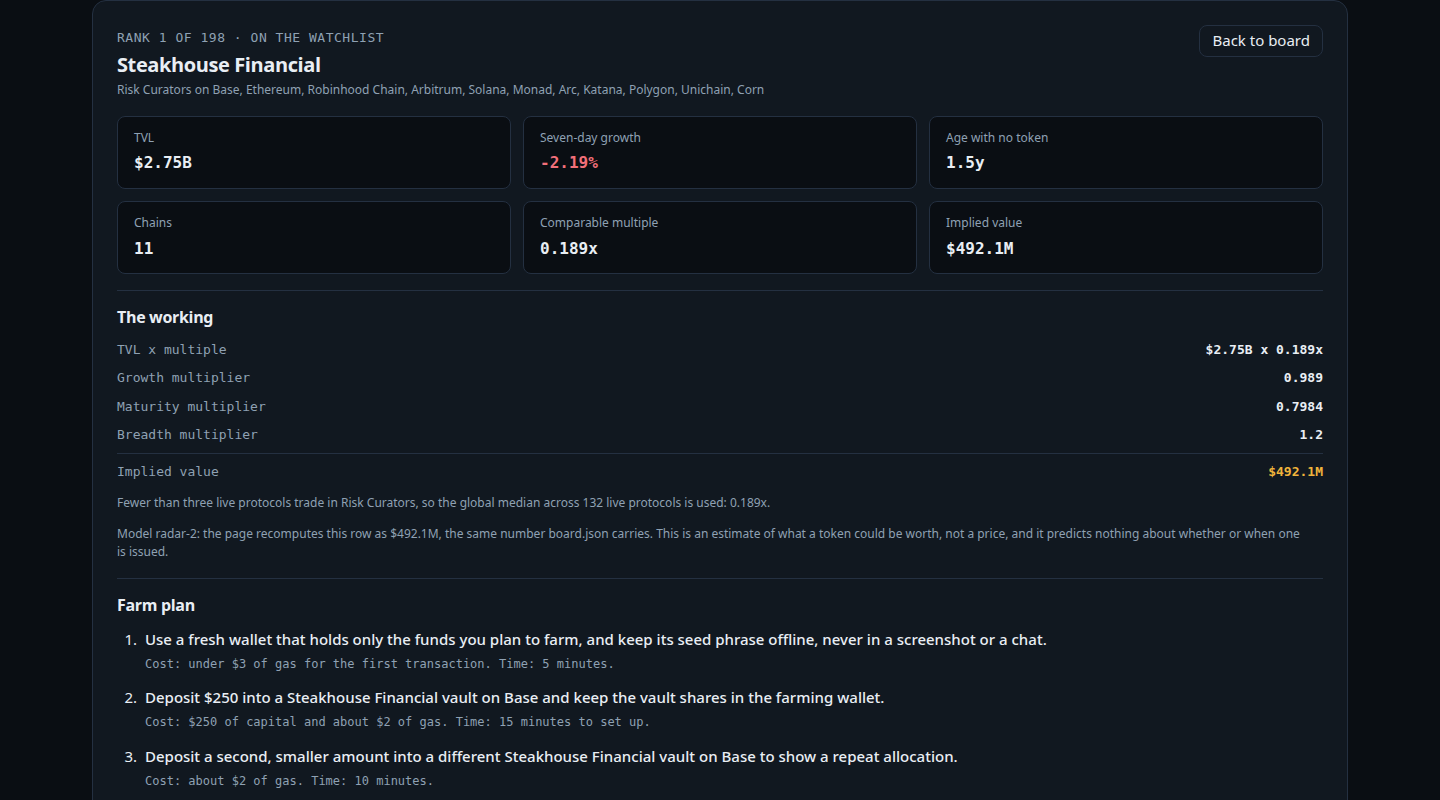 RANK 1 OF 198 · ON THE WATCHLIST
Back to board
Steakhouse Financial
Risk Curators on Base, Ethereum, Robinhood Chain, Arbitrum, Solana, Monad, Arc, Katana, Polygon, Unichain, Corn
TVL
$2.75B
Seven-day growth
-2.19%
Age with no token
1.5y
Chains
11
Comparable multiple
0.189x
Implied value
$492.1M
The working
TVL x multiple $2.75B x 0.189x
Growth multiplier 0.989
Maturity multiplier 0.7984
Breadth multiplier 1.2
Implied value $492.1M
Fewer than three live protocols trade in Risk Curators, so the global median across 132 live protocols is used: 0.189x.
Model radar-2: the page recomputes this row as $492.1M, the same number board.json carries. This is an estimate of what a token could be worth, not a price, and it predicts nothing about whether or when one
is issued.
Farm plan
1. Use a fresh wallet that holds only the funds you plan to farm, and keep its seed phrase offline, never in a screenshot or a chat.
Cost: under $3 of gas for the first transaction. Time: 5 minutes.
2. Deposit $250 into a Steakhouse Financial vault on Base and keep the vault shares in the farming wallet.
Cost: $250 of capital and about $2 of gas. Time: 15 minutes to set up.
3. Deposit a second, smaller amount into a different Steakhouse Financial vault on Base to show a repeat allocation.
Cost: about $2 of gas. Time: 10 minutes.